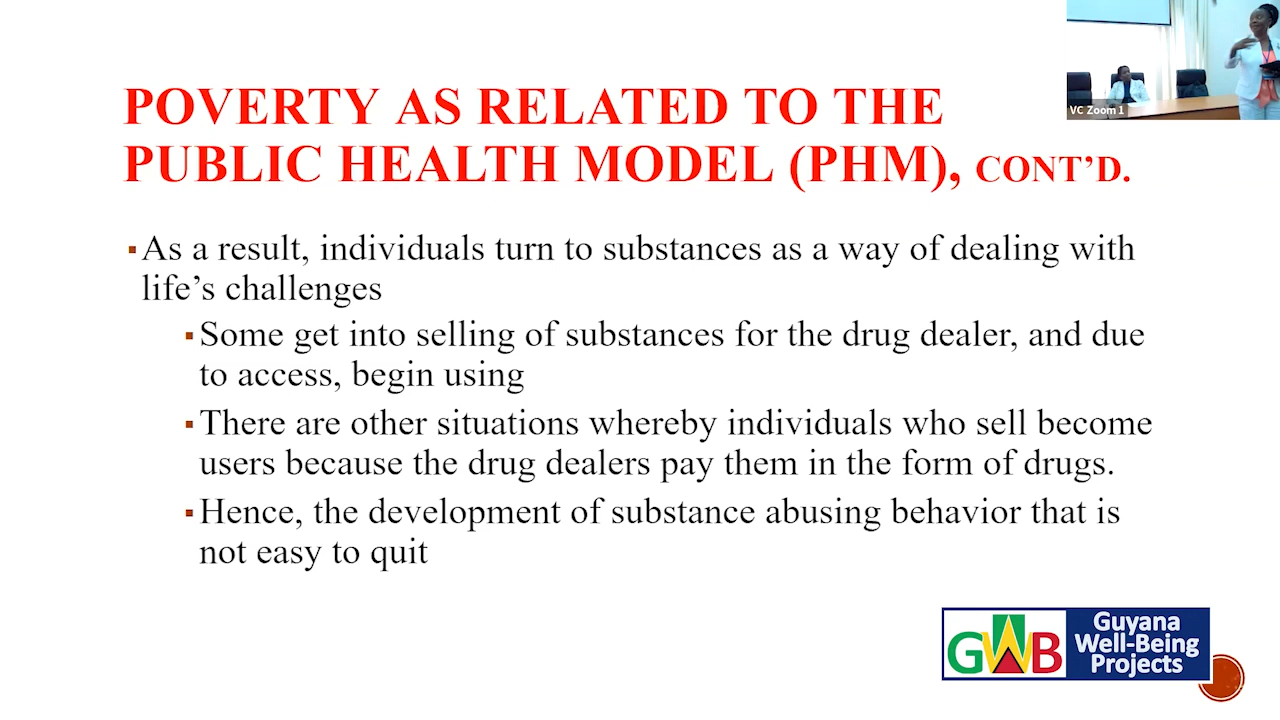 VC Zoom 1
POVERTY AS RELATED TO THE
PUBLIC HEALTH MODEL (PHM), CONT’D.
▪As a result, individuals turn to substances as a way of dealing with
life’s challenges
▪Some get into selling of substances for the drug dealer, and due
to access, begin using
▪There are other situations whereby individuals who sell become
users because the drug dealers pay them in the form of drugs.
▪Hence, the development of substance abusing behavior that is
not easy to quit
GWB
Guyana
Well-Being
Projects